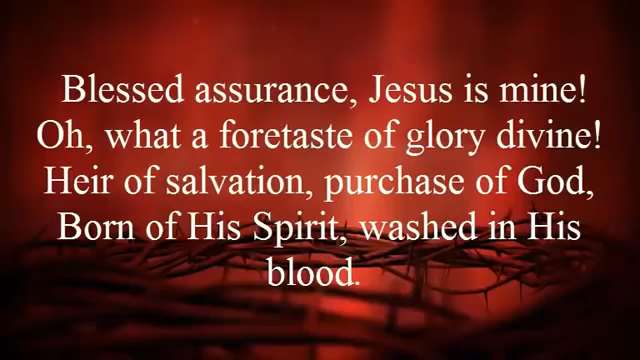 Blessed assurance, Jesus is mine!
Oh, what a foretaste of glory divine!
Heir of salvation, purchase of God,
Born of His Spirit, washed in His
blood.